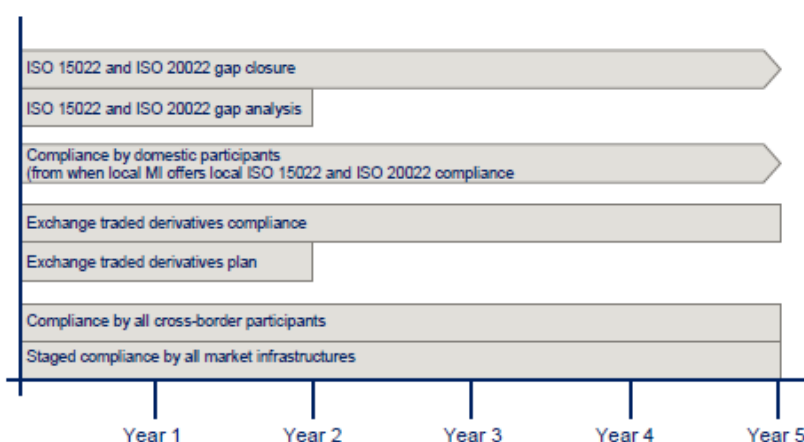 ISO 15022 and ISO 20022 gap closure
ISO 15022 and ISO 20022 gap analysis
Compliance by domestic participants
(from when local MI offers local ISO 15022 and ISO 20022 compliance
Exchange traded derivatives compliance
Exchange traded derivatives plan
Compliance by all cross-border participants
Staged compliance by all market infrastructures
Year 1 Year 2 Year 3 Year 4 Year 5